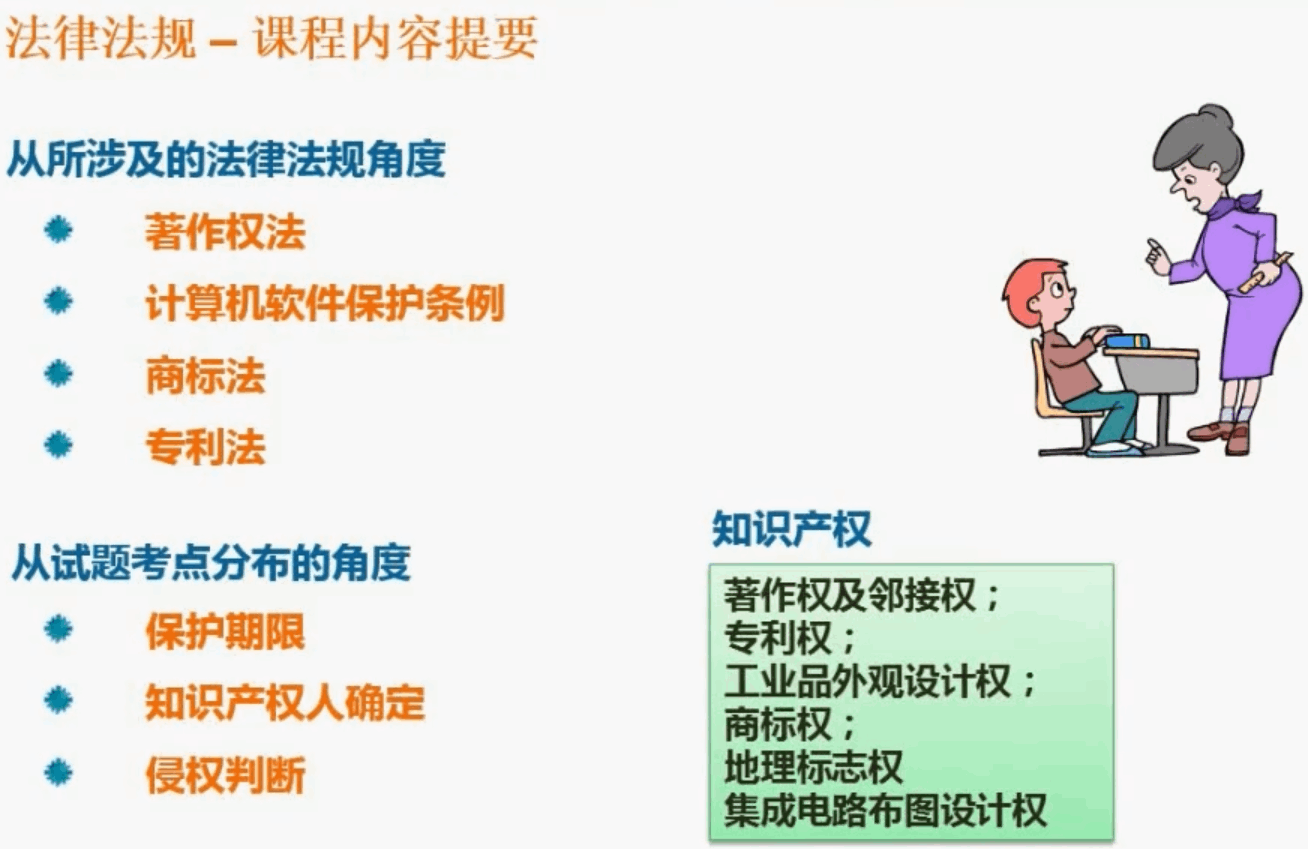 法律法规 – 课程内容提要
从所涉及的法律法规角度
著作权法
计算机软件保护条例
商标法
专利法
从试题考点分布的角度
保护期限
知识产权人确定
侵权判断
知识产权
著作权及邻接权；
专利权；
工业品外观设计权；
商标权；
地理标志权
集成电路布图设计权